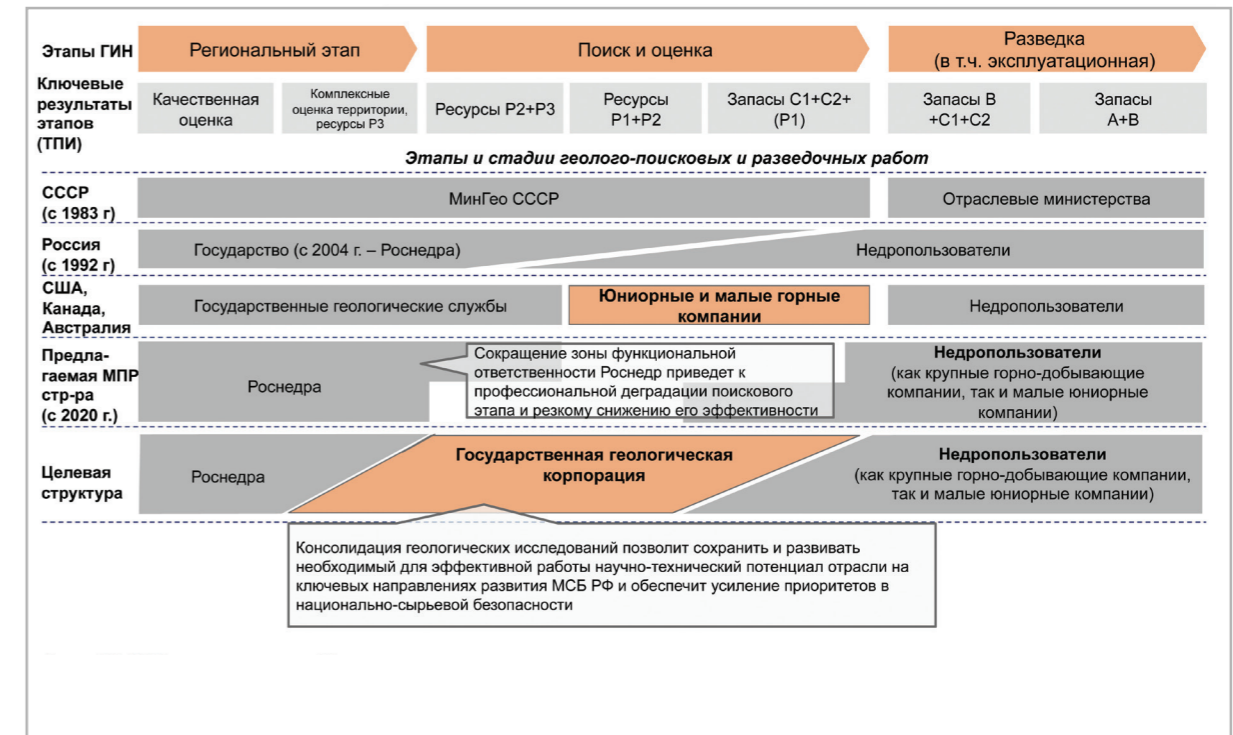 Этапы ГИН
Региональный этап
Поиск и оценка
Разведка
(в т.ч. эксплуатационная)
Ключевые
результаты
этапов
(ТПИ)
Качественная
оценка
Комплексные
оценка территории,
ресурсы Р3
Ресурсы Р2+Р3
Ресурсы
Р1+Р2
Запасы С1+С2+
(Р1)
Запасы В
+С1+С2
Запасы
А+В
Этапы и стадии геолого-поисковых и разведочных работ
СССР
(с 1983 г)
МинГео СССР
Отраслевые министерства
Россия
(с 1992 г)
Государство (с 2004 г. – Роснедра)
Недропользователи
США,
Канада,
Австралия
Государственные геологические службы
Юниорные и малые горные
компании
Недропользователи
Предла-
гаемая МПР
стр-ра
(с 2020 г.)
Роснедра
Сокращение зоны функциональной
ответственности Роснедр приведет к
профессиональной деградации поискового
этапа и резкому снижению его эффективности
Недропользователи
(как крупные горно-добывающие
компании, так и малые юниорные
компании)
Целевая
структура
Роснедра
Государственная геологическая
корпорация
Недропользователи
(как крупные горно-добывающие компании,
так и малые юниорные компании)
Консолидация геологических исследований позволит сохранить и развивать
необходимый для эффективной работы научно-технический потенциал отрасли на
ключевых направлениях развития МСБ РФ и обеспечит усиление приоритетов в
национально-сырьевой безопасности